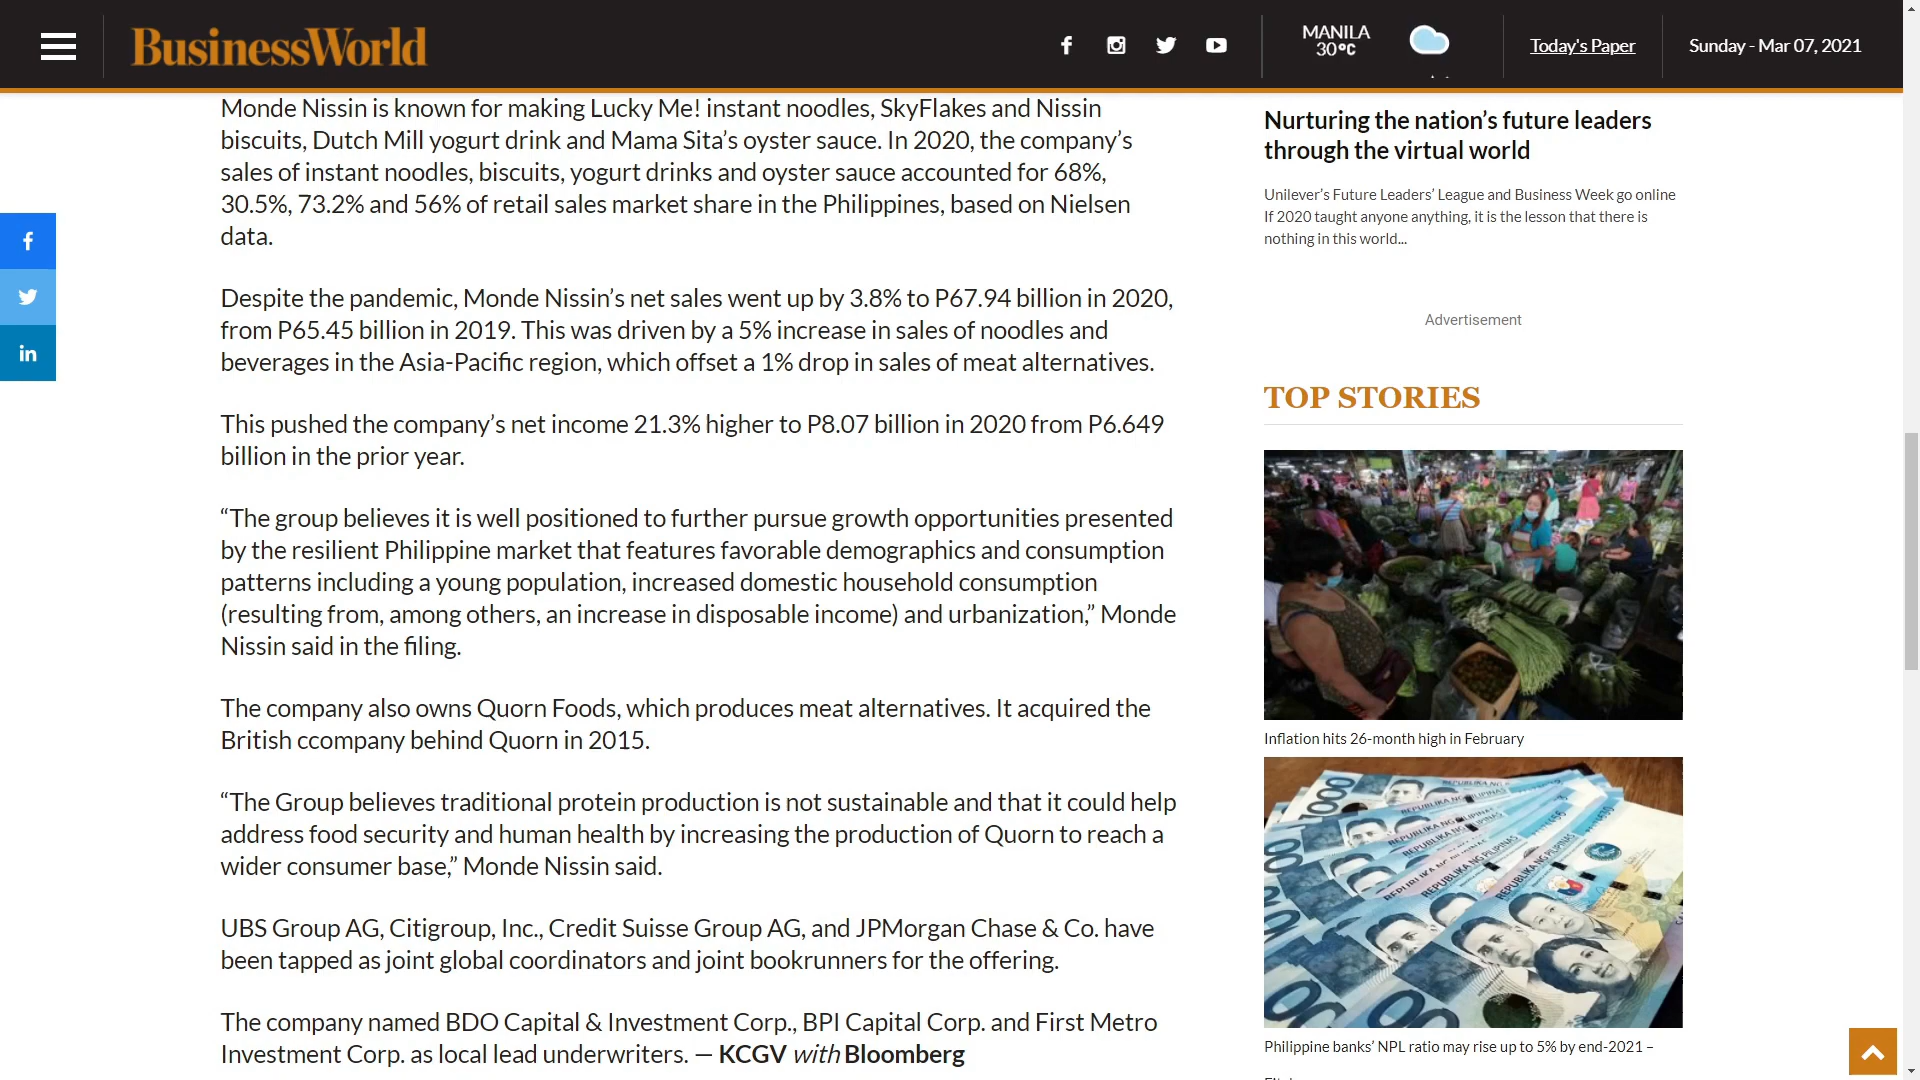 BusinessWorld
MANILA
30°C
Today's Paper
Sunday - Mar 07, 2021
Monde Nissin is known for making Lucky Me! instant noodles, SkyFlakes and Nissin
biscuits, Dutch Mill yogurt drink and Mama Sita’s oyster sauce. In 2020, the company’s
sales of instant noodles, biscuits, yogurt drinks and oyster sauce accounted for 68%,
30.5%, 73.2% and 56% of retail sales market share in the Philippines, based on Nielsen
data.
Despite the pandemic, Monde Nissin’s net sales went up by 3.8% to P67.94 billion in 2020,
from P65.45 billion in 2019. This was driven by a 5% increase in sales of noodles and
beverages in the Asia-Pacific region, which offset a 1% drop in sales of meat alternatives.
This pushed the company’s net income 21.3% higher to P8.07 billion in 2020 from P6.649
billion in the prior year.
“The group believes it is well positioned to further pursue growth opportunities presented
by the resilient Philippine market that features favorable demographics and consumption
patterns including a young population, increased domestic household consumption
(resulting from, among others, an increase in disposable income) and urbanization,” Monde
Nissin said in the filing.
The company also owns Quorn Foods, which produces meat alternatives. It acquired the
British ccompany behind Quorn in 2015.
“The Group believes traditional protein production is not sustainable and that it could help
address food security and human health by increasing the production of Quorn to reach a
wider consumer base,” Monde Nissin said.
UBS Group AG, Citigroup, Inc., Credit Suisse Group AG, and JPMorgan Chase & Co. have
been tapped as joint global coordinators and joint bookrunners for the offering.
The company named BDO Capital & Investment Corp., BPI Capital Corp. and First Metro
Investment Corp. as local lead underwriters. — KCGV with Bloomberg
Nurturing the nation’s future leaders
through the virtual world
Unilever’s Future Leaders’ League and Business Week go online
If 2020 taught anyone anything, it is the lesson that there is
nothing in this world...
Advertisement
TOP STORIES
Inflation hits 26-month high in February
1000
REPUBLIKA NG PILIPINAS
REPUBLIKA NG PILIPINAS
REPUBLIKA NG PILIPINAS
REPUBLIKA NG PILIPINAS
REPUBLIKA NG PILIPINAS
Philippine banks’ NPL ratio may rise up to 5% by end-2021 –